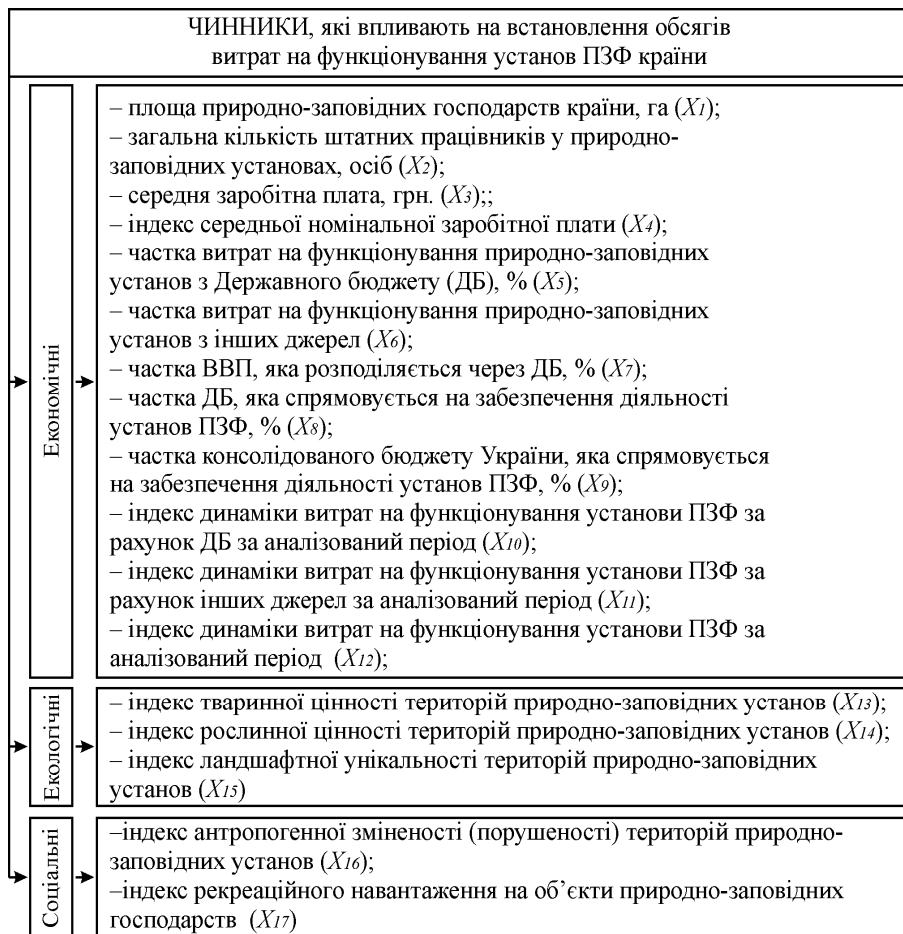 ЧИННИКИ, які впливають на встановлення обсягів
витрат на функціонування установ ПЗФ країни
Економічні
– площа природно-заповідних господарств країни, га (X1);
– загальна кількість штатних працівників у природно-
заповідних установах, осіб (X2);
– середня заробітна плата, грн. (X3);;
– індекс середньої номінальної заробітної плати (X4);
– частка витрат на функціонування природно-заповідних
установ з Державного бюджету (ДБ), % (X5);
– частка витрат на функціонування природно-заповідних
установ з інших джерел (X6);
– частка ВВП, яка розподіляється через ДБ, % (X7);
– частка ДБ, яка спрямовується на забезпечення діяльності
установ ПЗФ, % (X8);
– частка консолідованого бюджету України, яка спрямовується
на забезпечення діяльності установ ПЗФ, % (X9);
– індекс динаміки витрат на функціонування установи ПЗФ за
рахунок ДБ за аналізований період (X10);
– індекс динаміки витрат на функціонування установи ПЗФ за
рахунок інших джерел за аналізований період (X11);
– індекс динаміки витрат на функціонування установи ПЗФ за
аналізований період (X12);
Екологічні
– індекс тваринної цінності територій природно-заповідних установ (X13);
– індекс рослинної цінності територій природно-заповідних установ (X14);
– індекс ландшафтної унікальності територій природно-заповідних
установ (X15)
Соціальні
–індекс антропогенної зміненості (порушеності) територій природно-
заповідних установ (X16);
–індекс рекреаційного навантаження на об’єкти природно-заповідних
господарств (X17)